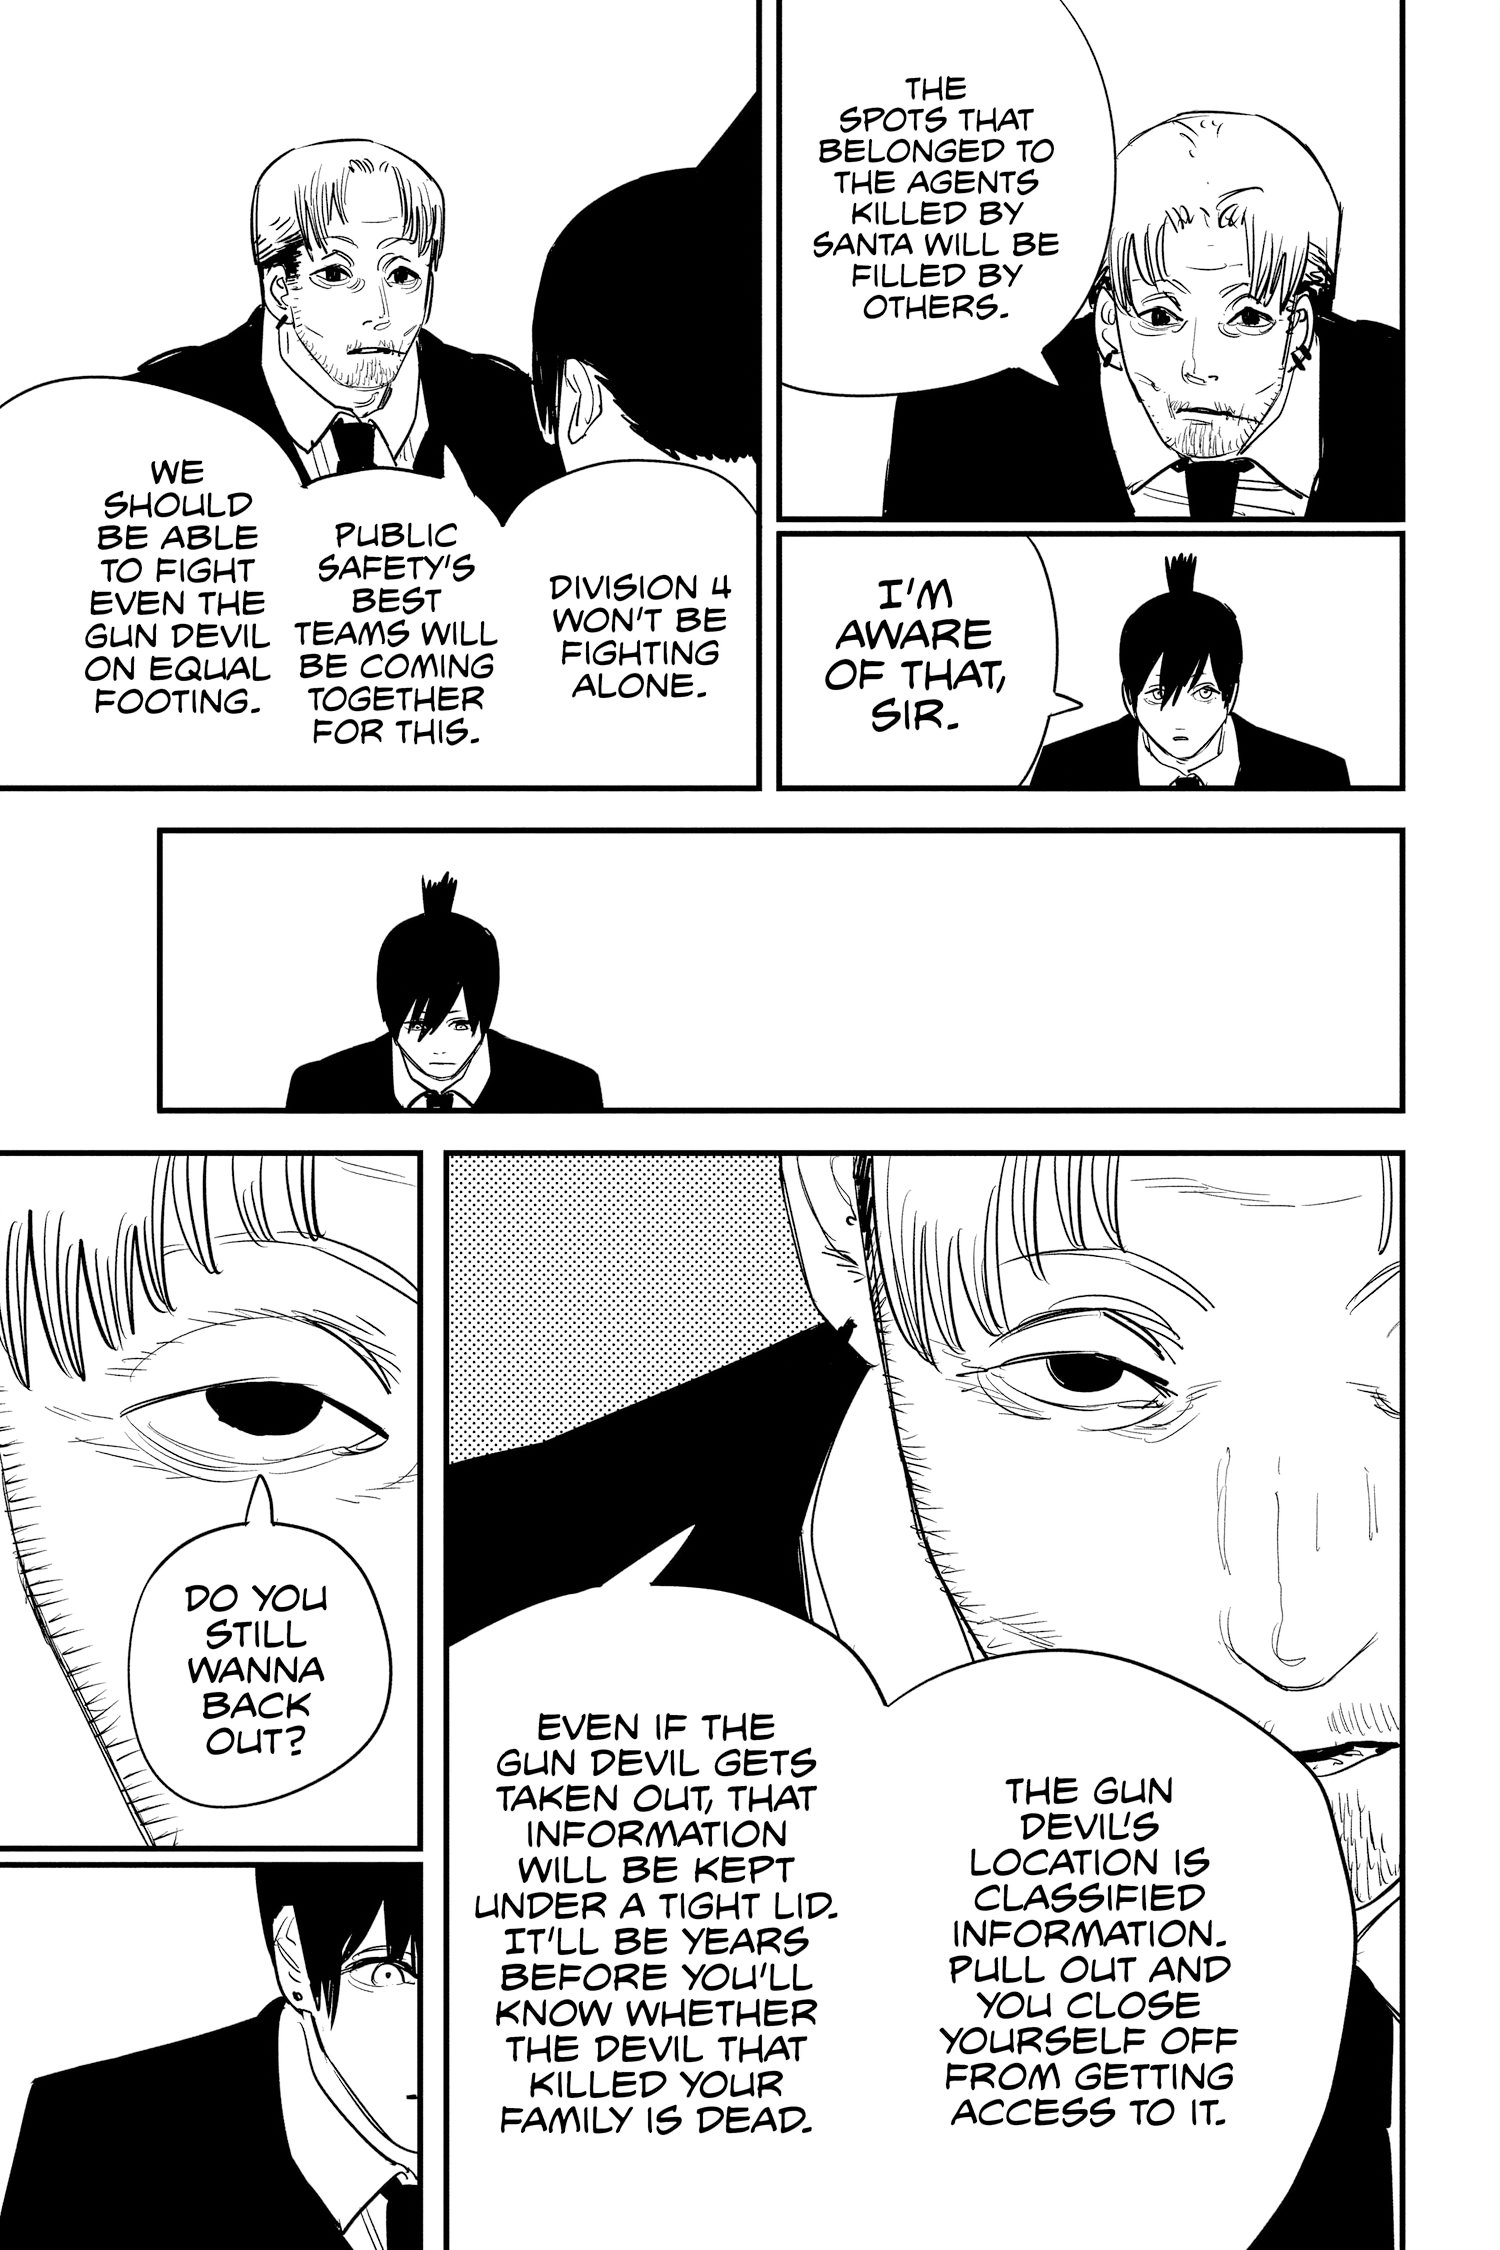 THE
SPOTS THAT
BELONGED TO
THE AGENTS
KILLED BY
SANTA WILL BE
FILLED BY
OTHERS.
I'M
AWARE
OF THAT,
SIR.
DIVISION 4
WON'T BE
FIGHTING
ALONE.
PUBLIC
SAFETY'S
BEST
TEAMS WILL
BE COMING
TOGETHER
FOR THIS.
WE
SHOULD
BE ABLE
TO FIGHT
EVEN THE
GUN DEVIL
ON EQUAL
FOOTING.
THE GUN
DEVIL'S
LOCATION IS
CLASSIFIED
INFORMATION.
PULL OUT AND
YOU CLOSE
YOURSELF OFF
FROM GETTING
ACCESS TO IT.
EVEN IF THE
GUN DEVIL GETS
TAKEN OUT, THAT
INFORMATION
WILL BE KEPT
UNDER A TIGHT LID.
IT'LL BE YEARS
BEFORE YOU'LL
KNOW WHETHER
THE DEVIL THAT
KILLED YOUR
FAMILY IS DEAD.
DO YOU
STILL
WANNA
BACK
OUT?